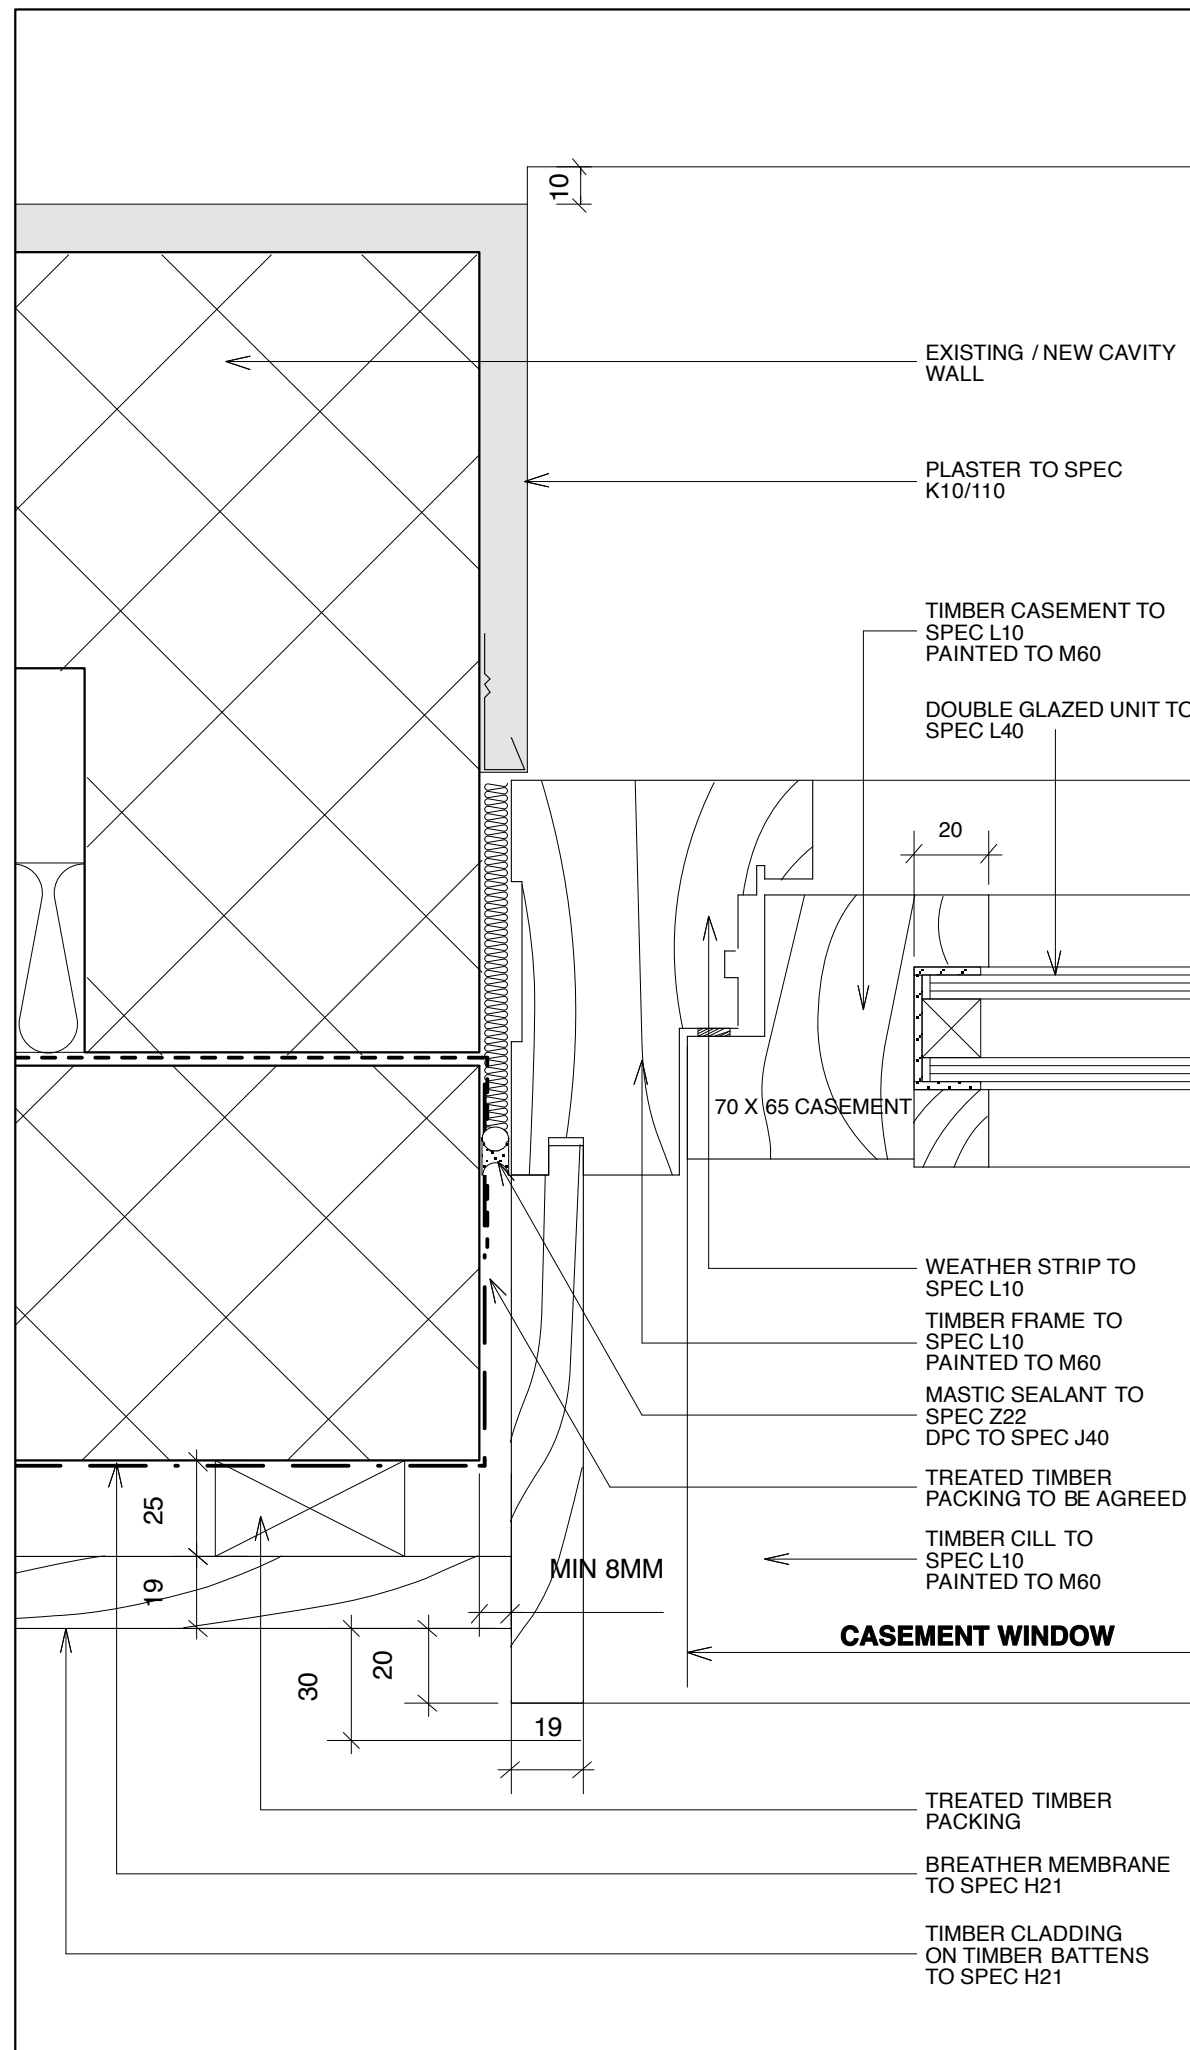 10
EXISTING / NEW CAVITY
WALL
PLASTER TO SPEC
K10/110
TIMBER CASEMENT TO
SPEC L10
PAINTED TO M60
DOUBLE GLAZED UNIT TO
SPEC L40
20
70 X 65 CASEMENT
WEATHER STRIP TO
SPEC L10
TIMBER FRAME TO
SPEC L10
PAINTED TO M60
MASTIC SEALANT TO
SPEC Z22
DPC TO SPEC J40
TREATED TIMBER
PACKING TO BE AGREED
25
TIMBER CILL TO
SPEC L10
PAINTED TO M60
MIN 8MM
19
CASEMENT WINDOW
30
20
19
TREATED TIMBER
PACKING
BREATHER MEMBRANE
TO SPEC H21
TIMBER CLADDING
ON TIMBER BATTENS
TO SPEC H21